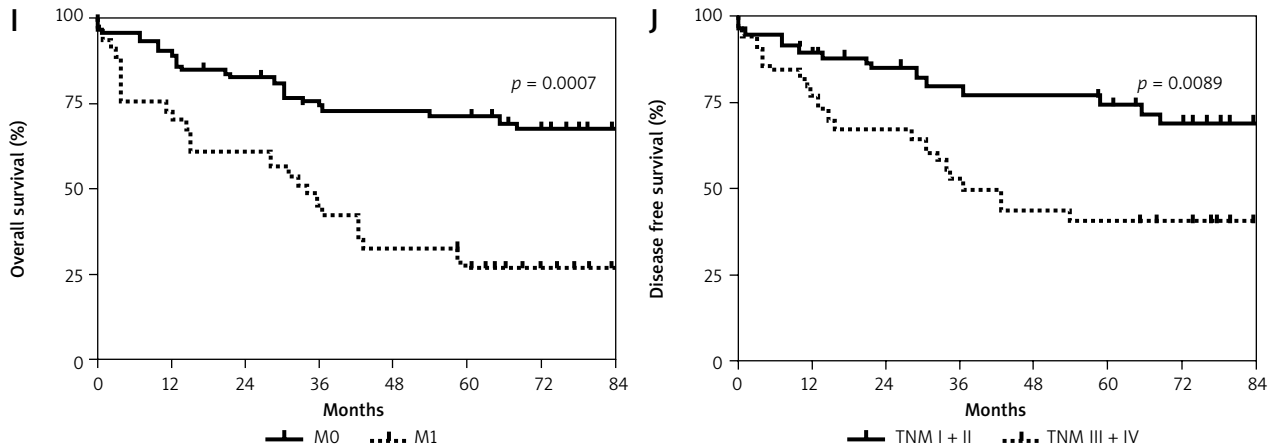 I
Overall survival (%)
100
75
50
25
0
p = 0.0007
0 12 24 36 48 60 72 84
Months
M0 M1
J
Disease free survival (%)
100
75
50
25
0
p = 0.0089
0 12 24 36 48 60 72 84
Months
TNM I + II TNM III + IV